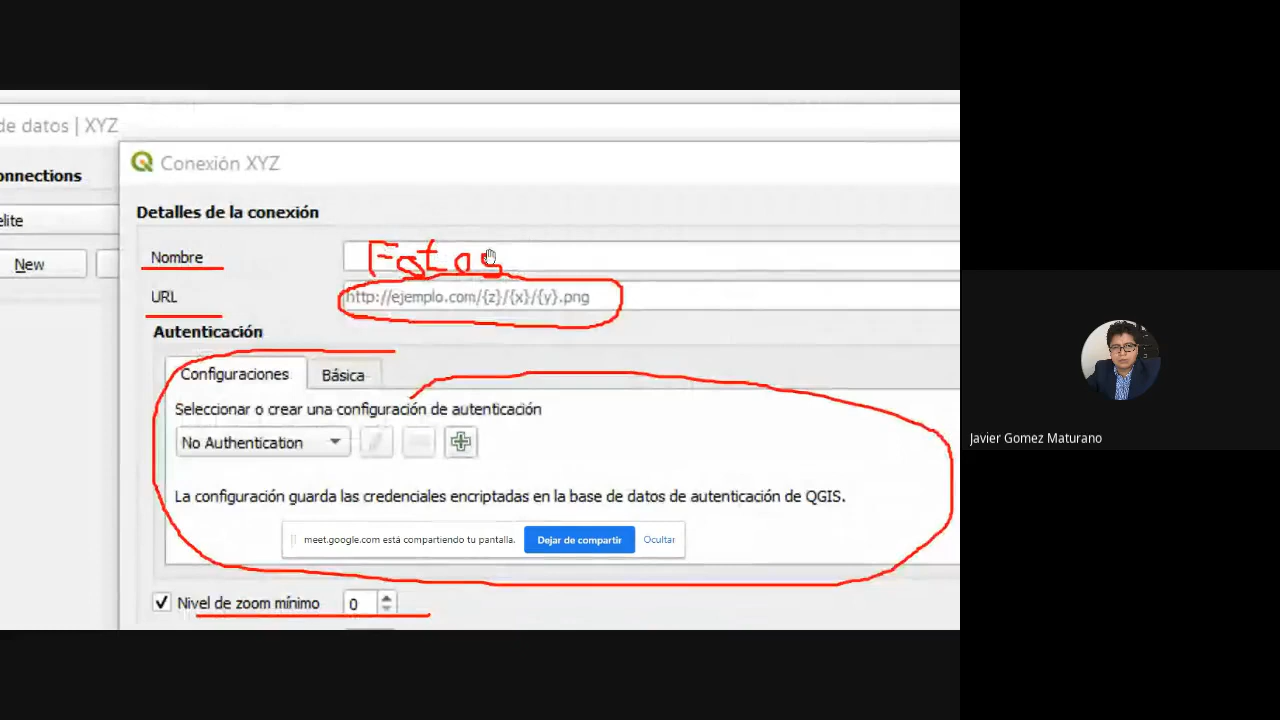 de datos | XYZ
Conexión XYZ
onnections
Detalles de la conexión
elite
Nombre
Fotos
New
URL
http://ejemplo.com/{z}/{x}/{y}.png
Autenticación
Configuraciones
Básica
Seleccionar o crear una configuración de autenticación
No Authentication
La configuración guarda las credenciales encriptadas en la base de datos de autenticación de QGIS.
meet.google.com está compartiendo tu pantalla.
Dejar de compartir
Ocultar
Nivel de zoom mínimo
0
Javier Gomez Maturano